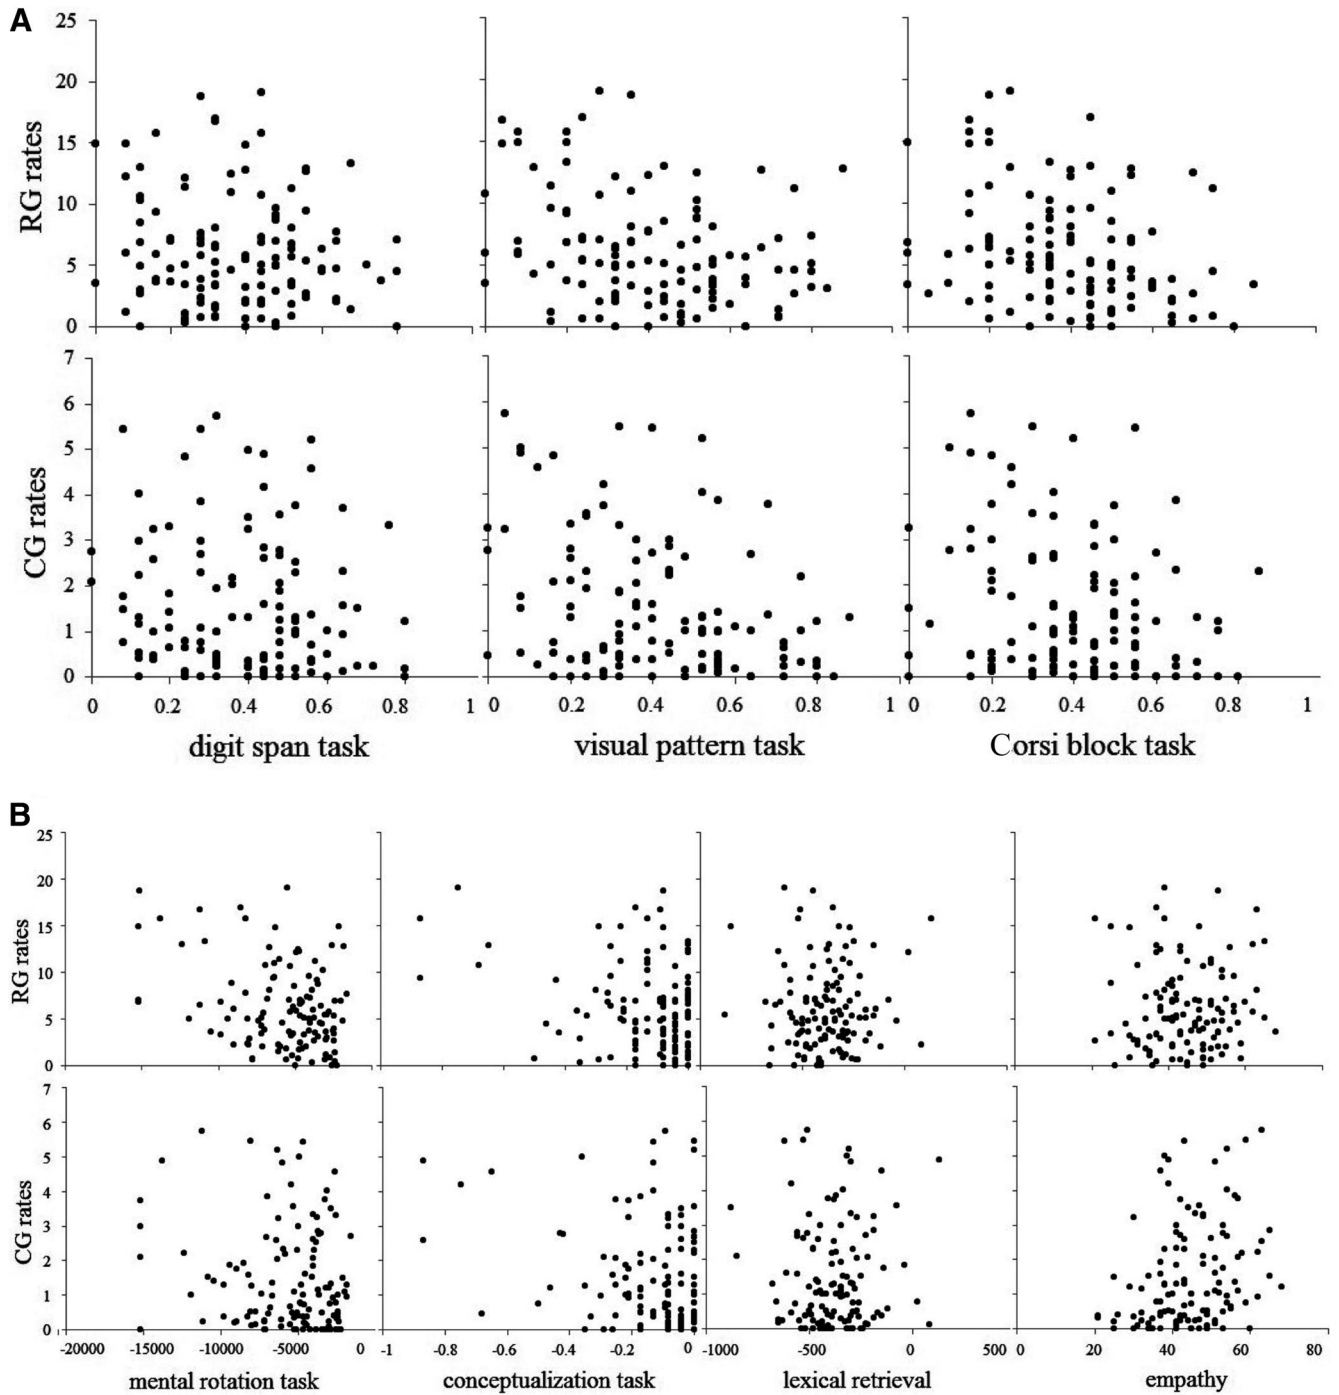 A
25
20
15
10
5
0
RG rates
7
6
5
4
3
2
1
0
CG rates
0 0.2 0.4 0.6 0.8 1 0 0.2 0.4 0.6 0.8 1 0 0.2 0.4 0.6 0.8 1
digit span task visual pattern task Corsi block task
B
25
20
15
10
5
0
RG rates
7
6
5
4
3
2
1
0
CG rates
-20000 -15000 -10000 -5000 0 -1 -0.8 -0.6 -0.4 -0.2 0 -1000 -500 0 500 0 20 40 60 80
mental rotation task conceptualization task lexical retrieval empathy